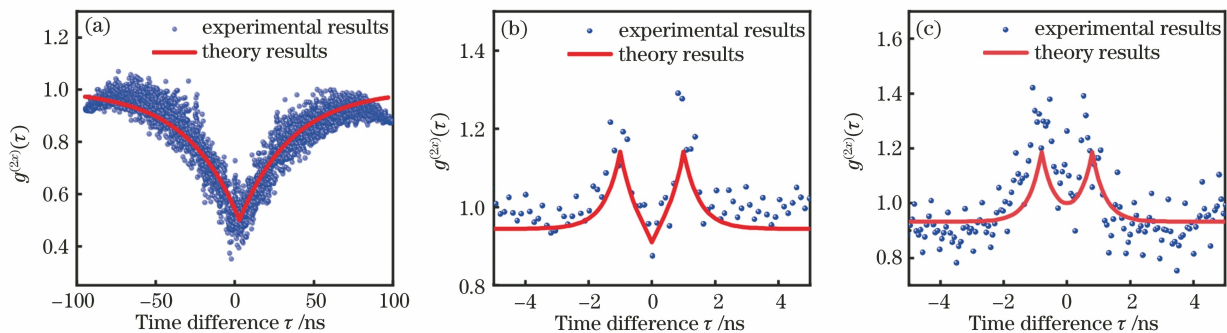 (a)
experimental results
theory results
g(2x)(τ)
1.2
1.0
0.8
0.6
0.4
−100
−50
0
50
100
Time difference τ /ns
(b)
experimental results
theory results
g(2x)(τ)
1.4
1.2
1.0
0.8
−4
−2
0
2
4
Time difference τ /ns
(c)
experimental results
theory results
g(2x)(τ)
1.6
1.4
1.2
1.0
0.8
−4
−2
0
2
4
Time difference τ /ns